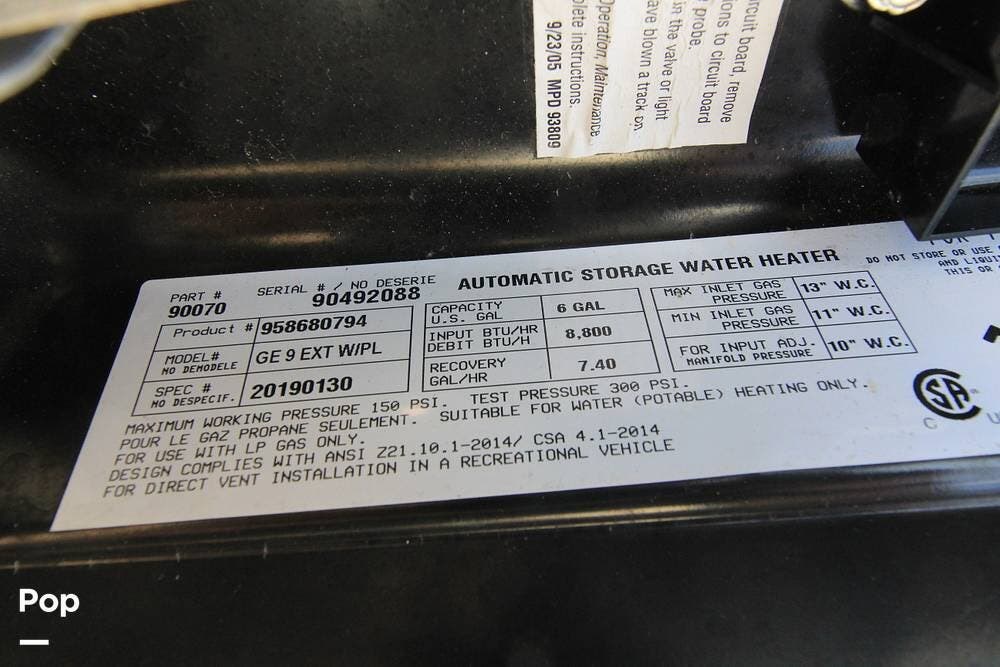 circuit board, remove
ions to circuit board
probe.
in the valve or light
ave blown a track on
Operation, Maintenance
plete instructions.
9/23/05 MPD 93809
PART #
90070
SERIAL # / NO DESERIE
90492088
AUTOMATIC STORAGE WATER HEATER
DO NOT STORE OR USE
AND LIQUI
THIS OR
Product # 958680794
MODEL# GE 9 EXT W/PL
NO DEMODELE
SPEC # 20190130
NO DESPECIF.
CAPACITY 6 GAL
U.S. GAL
INPUT BTU/HR 8,800
DEBIT BTU/H
RECOVERY 7.40
GAL/HR
MAX INLET GAS 13" W.C.
PRESSURE
MIN INLET GAS 11" W.C.
PRESSURE
FOR INPUT ADJ. 10" W.C.
MANIFOLD PRESSURE
MAXIMUM WORKING PRESSURE 150 PSI. TEST PRESSURE 300 PSI.
POUR LE GAZ PROPANE SEULEMENT. SUITABLE FOR WATER (POTABLE) HEATING ONLY.
FOR USE WITH LP GAS ONLY.
DESIGN COMPLIES WITH ANSI Z21.10.1-2014/ CSA 4.1-2014
FOR DIRECT VENT INSTALLATION IN A RECREATIONAL VEHICLE
SA ®
C U
Pop